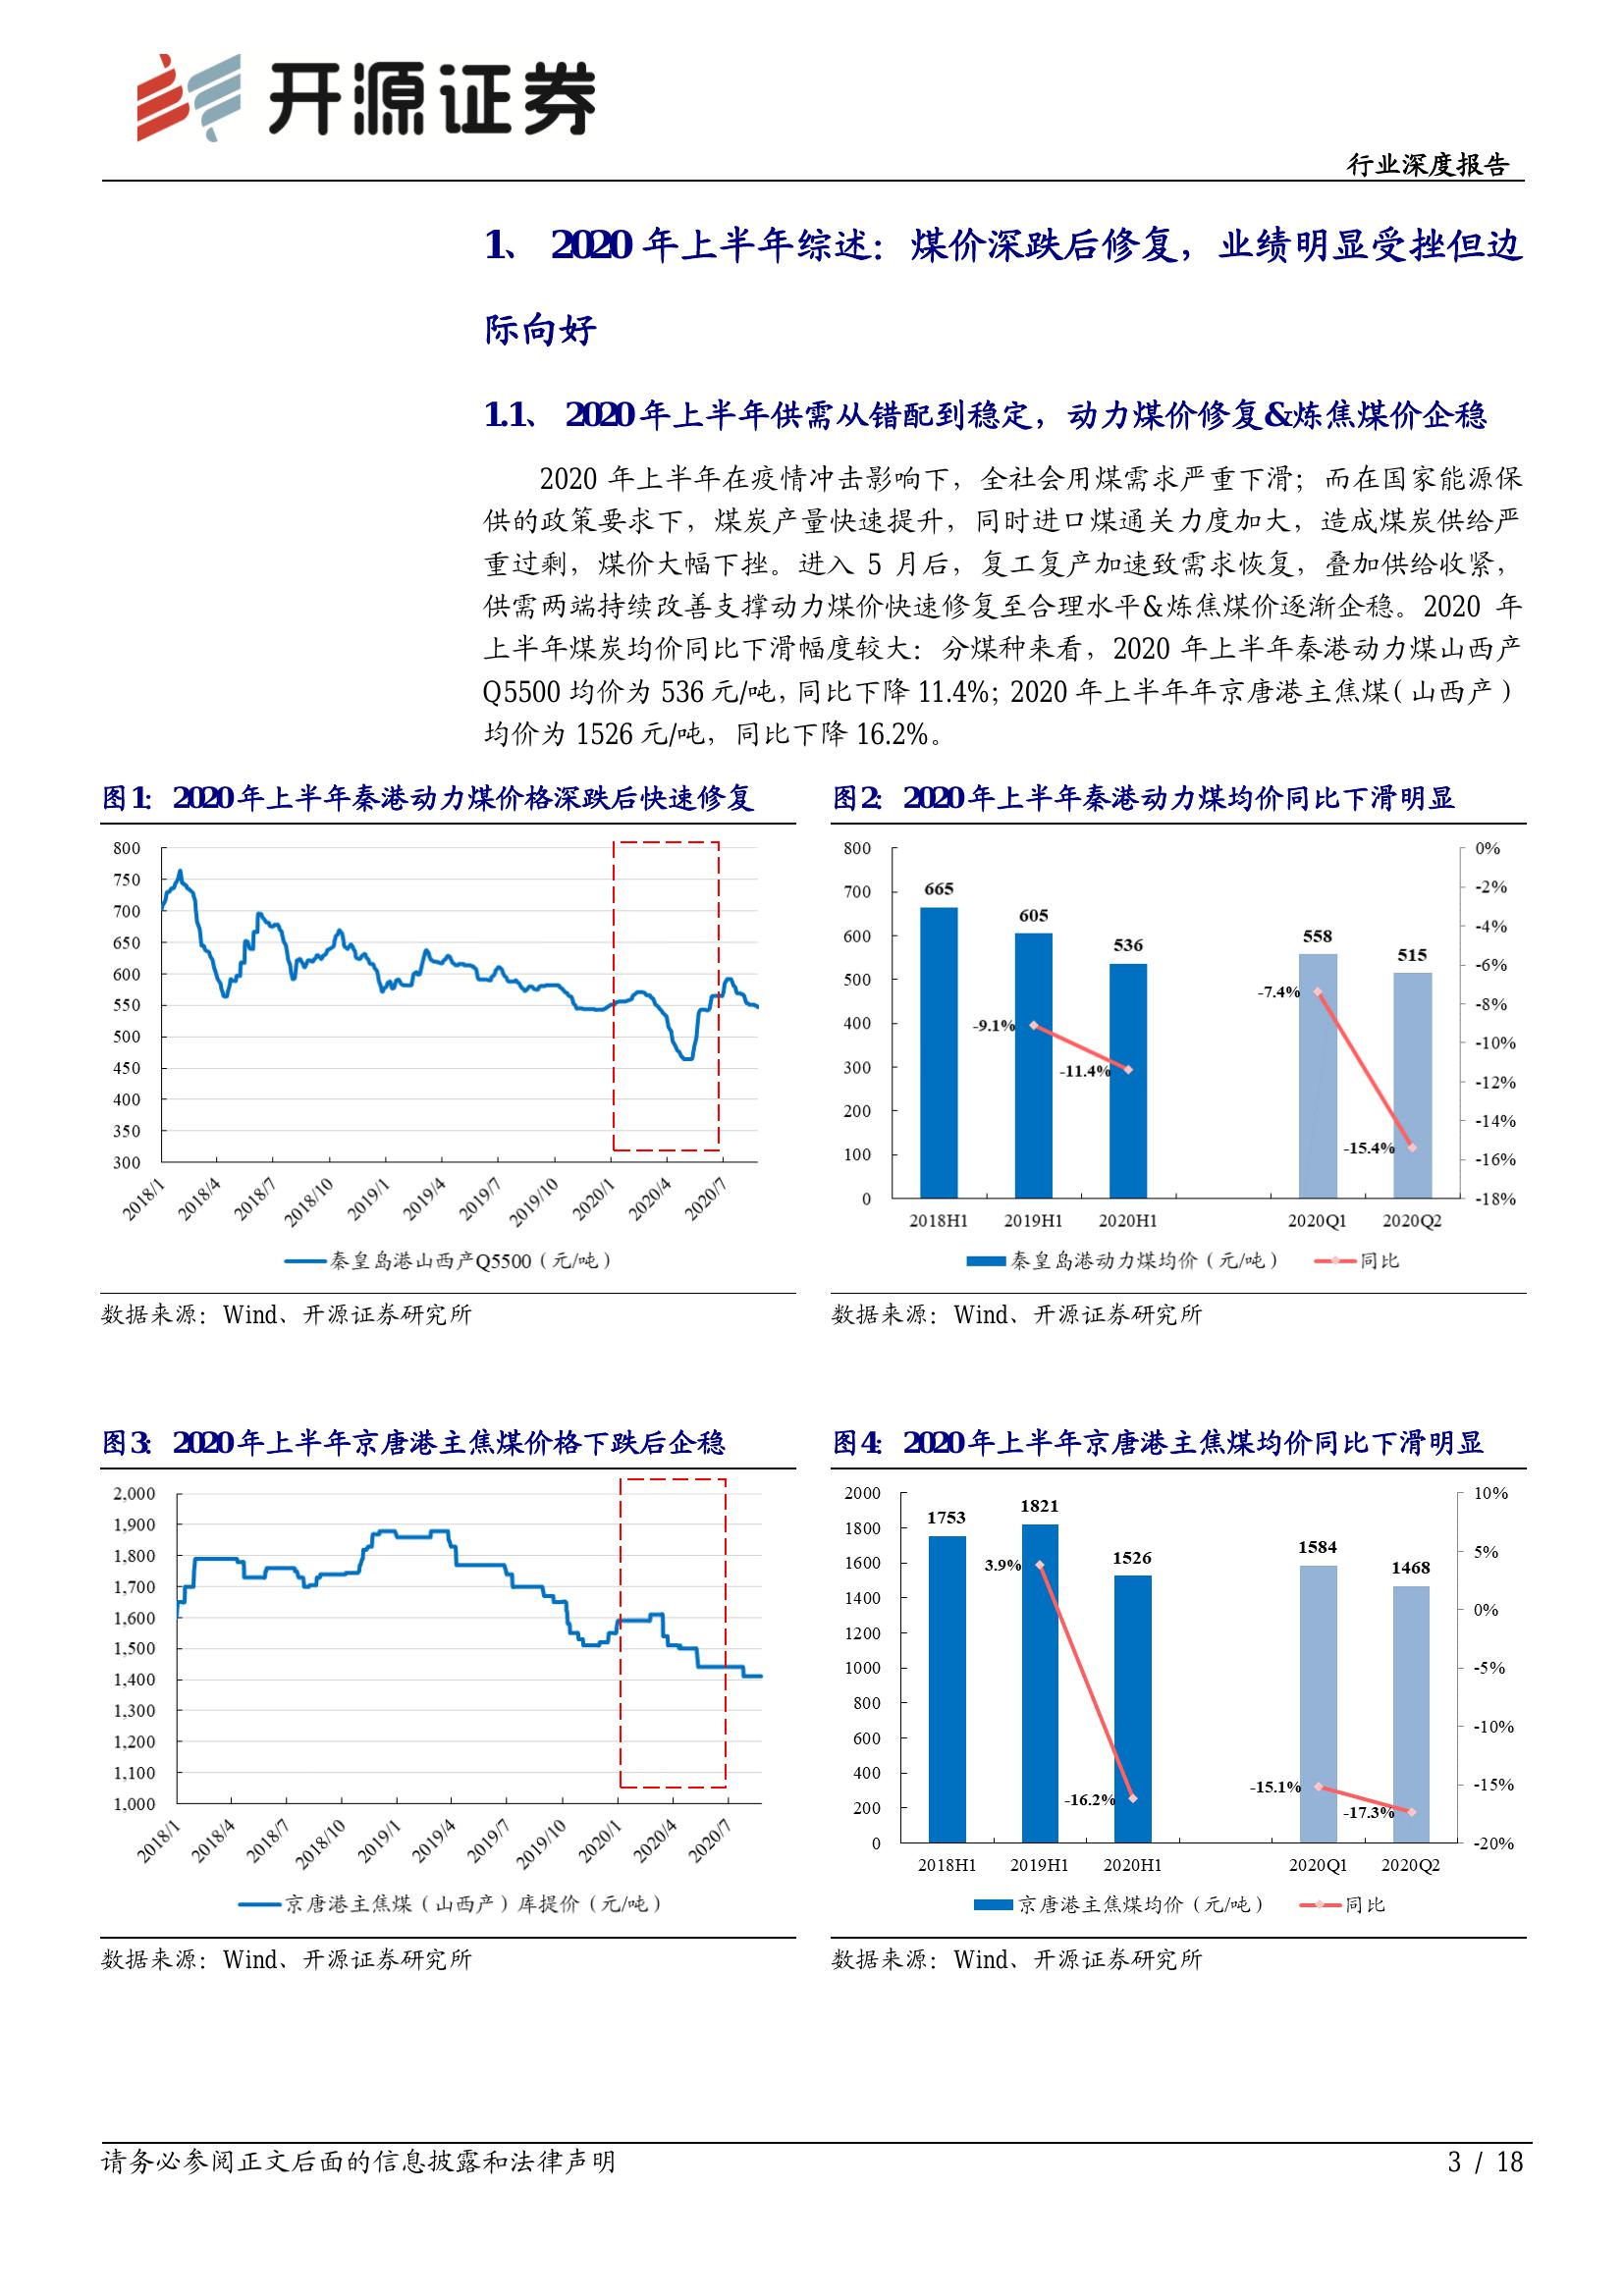 开源证券
行业深度报告
1、 2020 年上半年综述：煤价深跌后修复，业绩明显受挫但边
际向好
1.1、 2020 年上半年供需从错配到稳定，动力煤价修复&炼焦煤价企稳
2020 年上半年在疫情冲击影响下，全社会用煤需求严重下滑；而在国家能源保
供的政策要求下，煤炭产量快速提升，同时进口煤通关力度加大，造成煤炭供给严
重过剩，煤价大幅下挫。进入 5 月后，复工复产加速致需求恢复，叠加供给收紧，
供需两端持续改善支撑动力煤价快速修复至合理水平&炼焦煤价逐渐企稳。2020 年
上半年煤炭均价同比下滑幅度较大：分煤种来看，2020 年上半年秦港动力煤山西产
Q5500 均价为 536 元/吨，同比下降 11.4%；2020 年上半年年京唐港主焦煤（山西产）
均价为 1526 元/吨，同比下降 16.2%。
图1： 2020 年上半年秦港动力煤价格深跌后快速修复
800
750
700
650
600
550
500
450
400
350
300
2018/1 2018/4 2018/7 2018/10 2019/1 2019/4 2019/7 2019/10 2020/1 2020/4 2020/7
秦皇岛港山西产Q5500（元/吨）
数据来源：Wind、开源证券研究所
图2： 2020 年上半年秦港动力煤均价同比下滑明显
800
700
600
500
400
300
200
100
0
665
605
536
558
515
-9.1%
-11.4%
-7.4%
-15.4%
0%
-2%
-4%
-6%
-8%
-10%
-12%
-14%
-16%
-18%
2018H1 2019H1 2020H1 2020Q1 2020Q2
秦皇岛港动力煤均价（元/吨） 同比
数据来源：Wind、开源证券研究所
图3： 2020 年上半年京唐港主焦煤价格下跌后企稳
2,000
1,900
1,800
1,700
1,600
1,500
1,400
1,300
1,200
1,100
1,000
2018/1 2018/4 2018/7 2018/10 2019/1 2019/4 2019/7 2019/10 2020/1 2020/4 2020/7
京唐港主焦煤（山西产）库提价（元/吨）
数据来源：Wind、开源证券研究所
图4： 2020 年上半年京唐港主焦煤均价同比下滑明显
2000
1800
1600
1400
1200
1000
800
600
400
200
0
1753
1821
1526
1584
1468
3.9%
-16.2%
-15.1%
-17.3%
10%
5%
0%
-5%
-10%
-15%
-20%
2018H1 2019H1 2020H1 2020Q1 2020Q2
京唐港主焦煤均价（元/吨） 同比
数据来源：Wind、开源证券研究所
请务必参阅正文后面的信息披露和法律声明
3 / 18